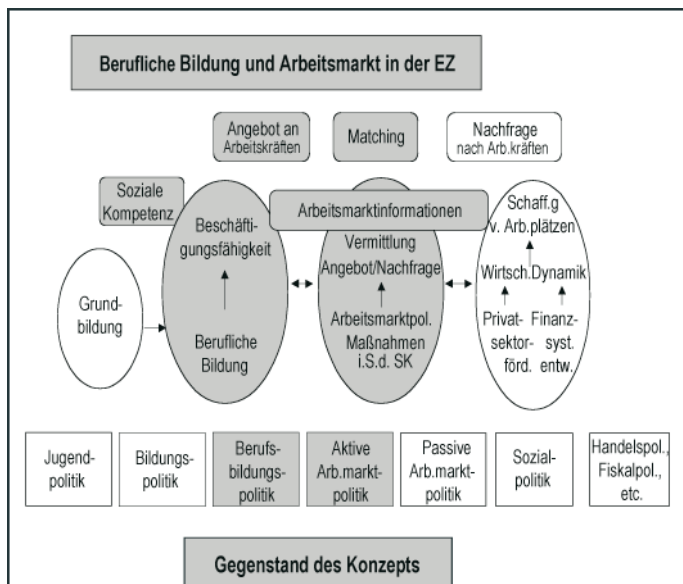 Berufliche Bildung und Arbeitsmarkt in der EZ
Angebot an
Arbeitskräften
Matching
Nachfrage
nach Arb.kräften
Soziale
Kompetenz
Arbeitsmarktinformationen
Grund-
bildung
Beschäfti-
gungsfähigkeit
Berufliche
Bildung
Vermittlung
Angebot/Nachfrage
Arbeitsmarktpol.
Maßnahmen
i.S.d. SK
Schaff.g
v. Arb.plätzen
Wirtsch.Dynamik
Privat-
sektor-
förd.
Finanz-
syst.
entw.
Jugend-
politik
Bildungs-
politik
Berufs-
bildungs-
politik
Aktive
Arb.markt-
politik
Passive
Arb.markt-
politik
Sozial-
politik
Handelspol.,
Fiskalpol.,
etc.
Gegenstand des Konzepts